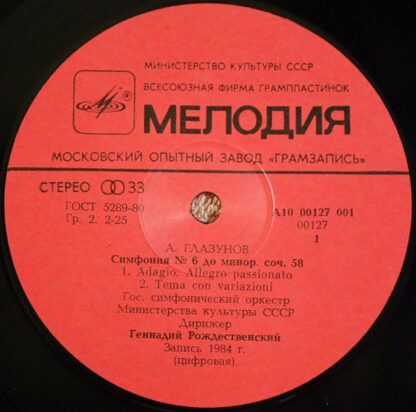 МИНИСТЕРСТВО КУЛЬТУРЫ СССР
ВСЕСОЮЗНАЯ ФИРМА ГРАМПЛАСТИНОК
МЕЛОДИЯ
МОСКОВСКИЙ ОПЫТНЫЙ ЗАВОД «ГРАМЗАПИСЬ»
СТЕРЕО 33
ГОСТ 5289-80
Гр. 2. 2-25
А10 00127 001
00127
1
А. ГЛАЗУНОВ
Симфония № 6 до минор. соч. 58
1. Adagio, Allegro passionato
2. Tema con variazioni
Гос. симфонический оркестр
Министерства культуры СССР
Дирижер
Геннадий Рождественский
Запись 1984 г.
(цифровая)